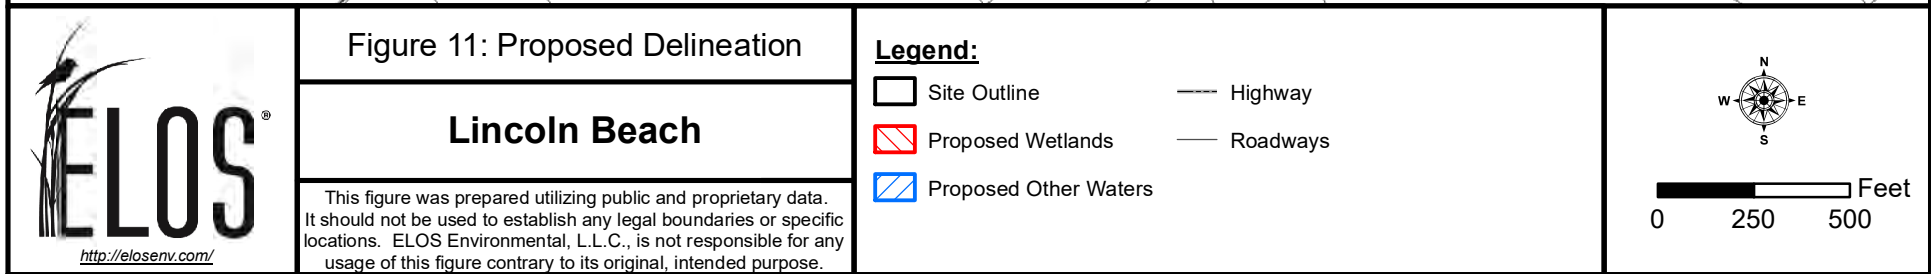 ELOS®
http://elosenv.com/
Figure 11: Proposed Delineation
Lincoln Beach
This figure was prepared utilizing public and proprietary data.
It should not be used to establish any legal boundaries or specific
locations. ELOS Environmental, L.L.C., is not responsible for any
usage of this figure contrary to its original, intended purpose.
Legend:
Site Outline
Proposed Wetlands
Proposed Other Waters
Highway
Roadways
N
W E
S
Feet
0 250 500